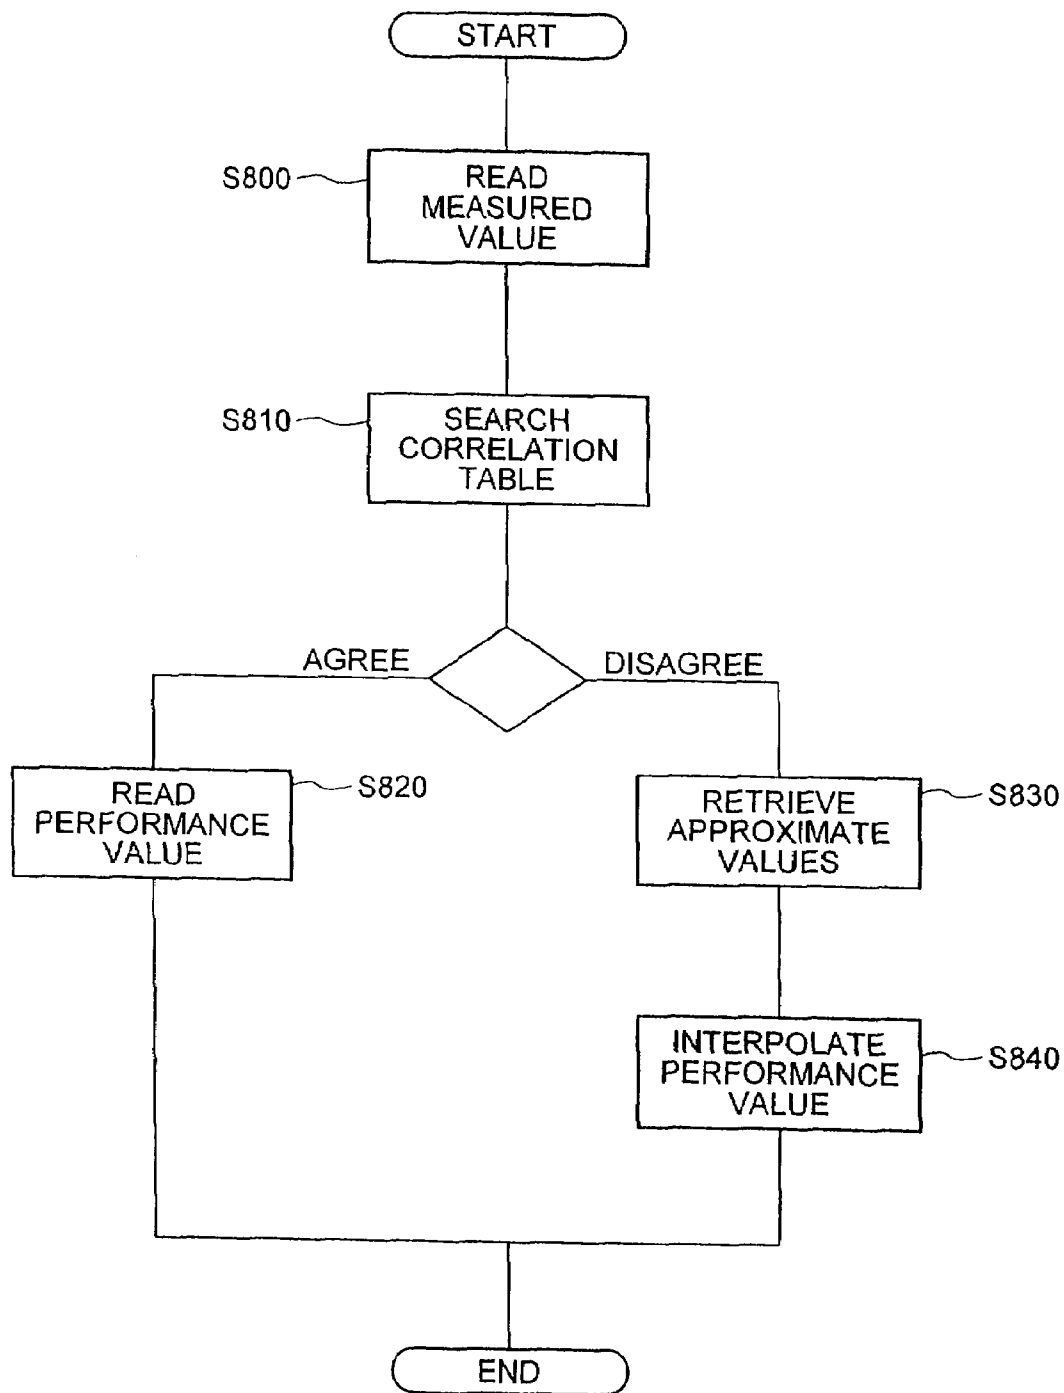 START
S800
READ
MEASURED
VALUE
S810
SEARCH
CORRELATION
TABLE
AGREE
DISAGREE
READ
PERFORMANCE
VALUE
S820
RETRIEVE
APPROXIMATE
VALUES
S830
INTERPOLATE
PERFORMANCE
VALUE
S840
END